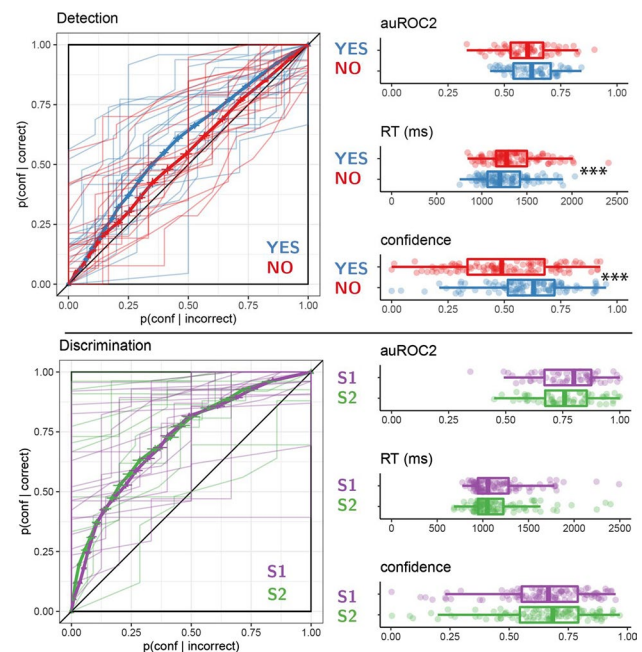 Detection
1.00
0.75
0.50
0.25
0.00
p(conf | correct)
YES
NO
0.00 0.25 0.50 0.75 1.00
p(conf | incorrect)
auROC2
YES
NO
0.00 0.25 0.50 0.75 1.00
RT (ms)
YES
NO
***
0 500 1000 1500 2000 2500
confidence
YES
NO
***
0.00 0.25 0.50 0.75 1.00
Discrimination
1.00
0.75
0.50
0.25
0.00
p(conf | correct)
S1
S2
0.00 0.25 0.50 0.75 1.00
p(conf | incorrect)
auROC2
S1
S2
0.00 0.25 0.50 0.75 1.00
RT (ms)
S1
S2
0 500 1000 1500 2000 2500
confidence
S1
S2
0.00 0.25 0.50 0.75 1.00